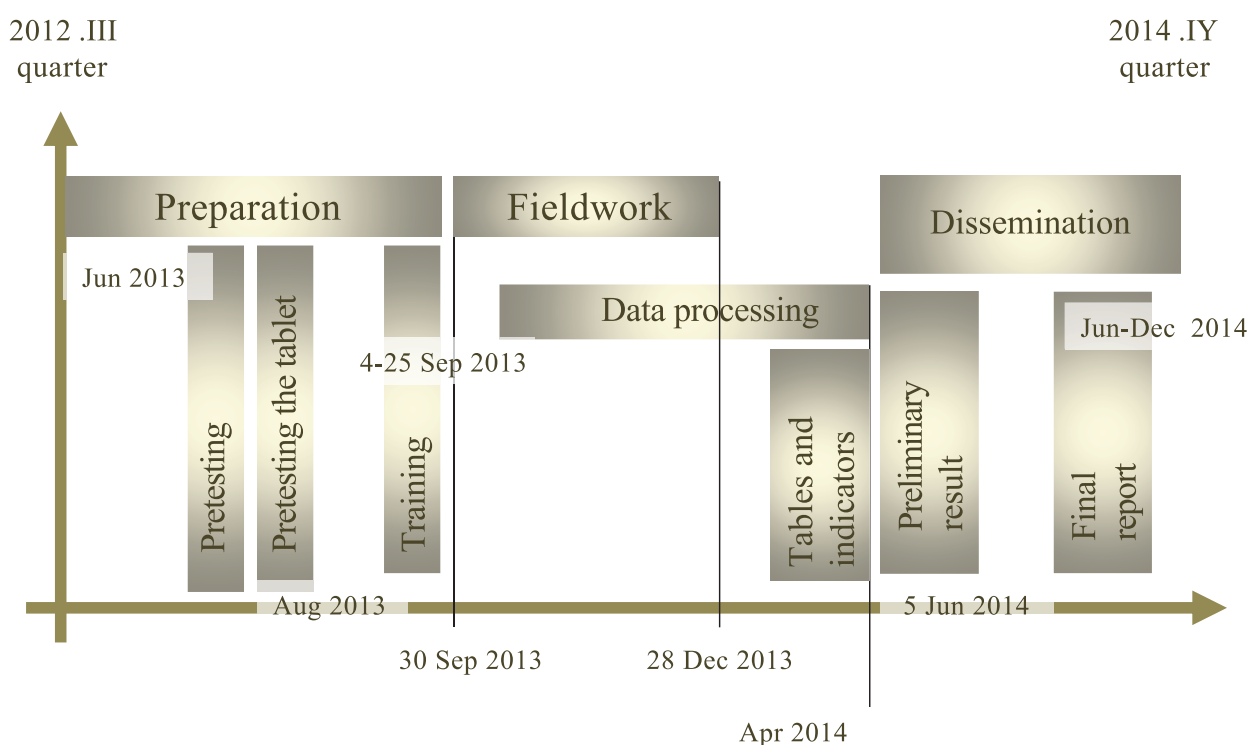 2012 .III
quarter
2014 .IY
quarter
Preparation
Fieldwork
Dissemination
Jun 2013
Data processing
Jun-Dec 2014
4-25 Sep 2013
Pretesting
Pretesting the tablet
Training
Tables and
indicators
Preliminary
result
Final
report
Aug 2013
5 Jun 2014
30 Sep 2013
28 Dec 2013
Apr 2014